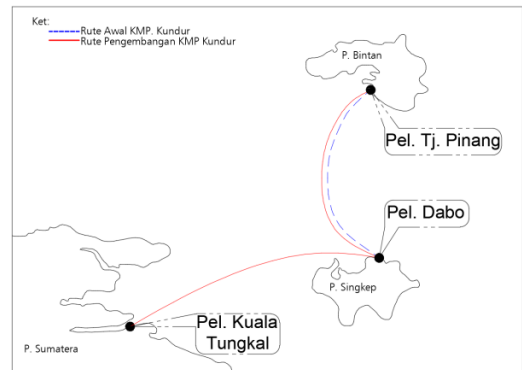 Ket:
Rute Awal KMP. Kundur
Rute Pengembangan KMP Kundur
P. Bintan
Pel. Tj. Pinang
Pel. Dabo
P. Singkep
Pel. Kuala
Tungkal
P. Sumatera